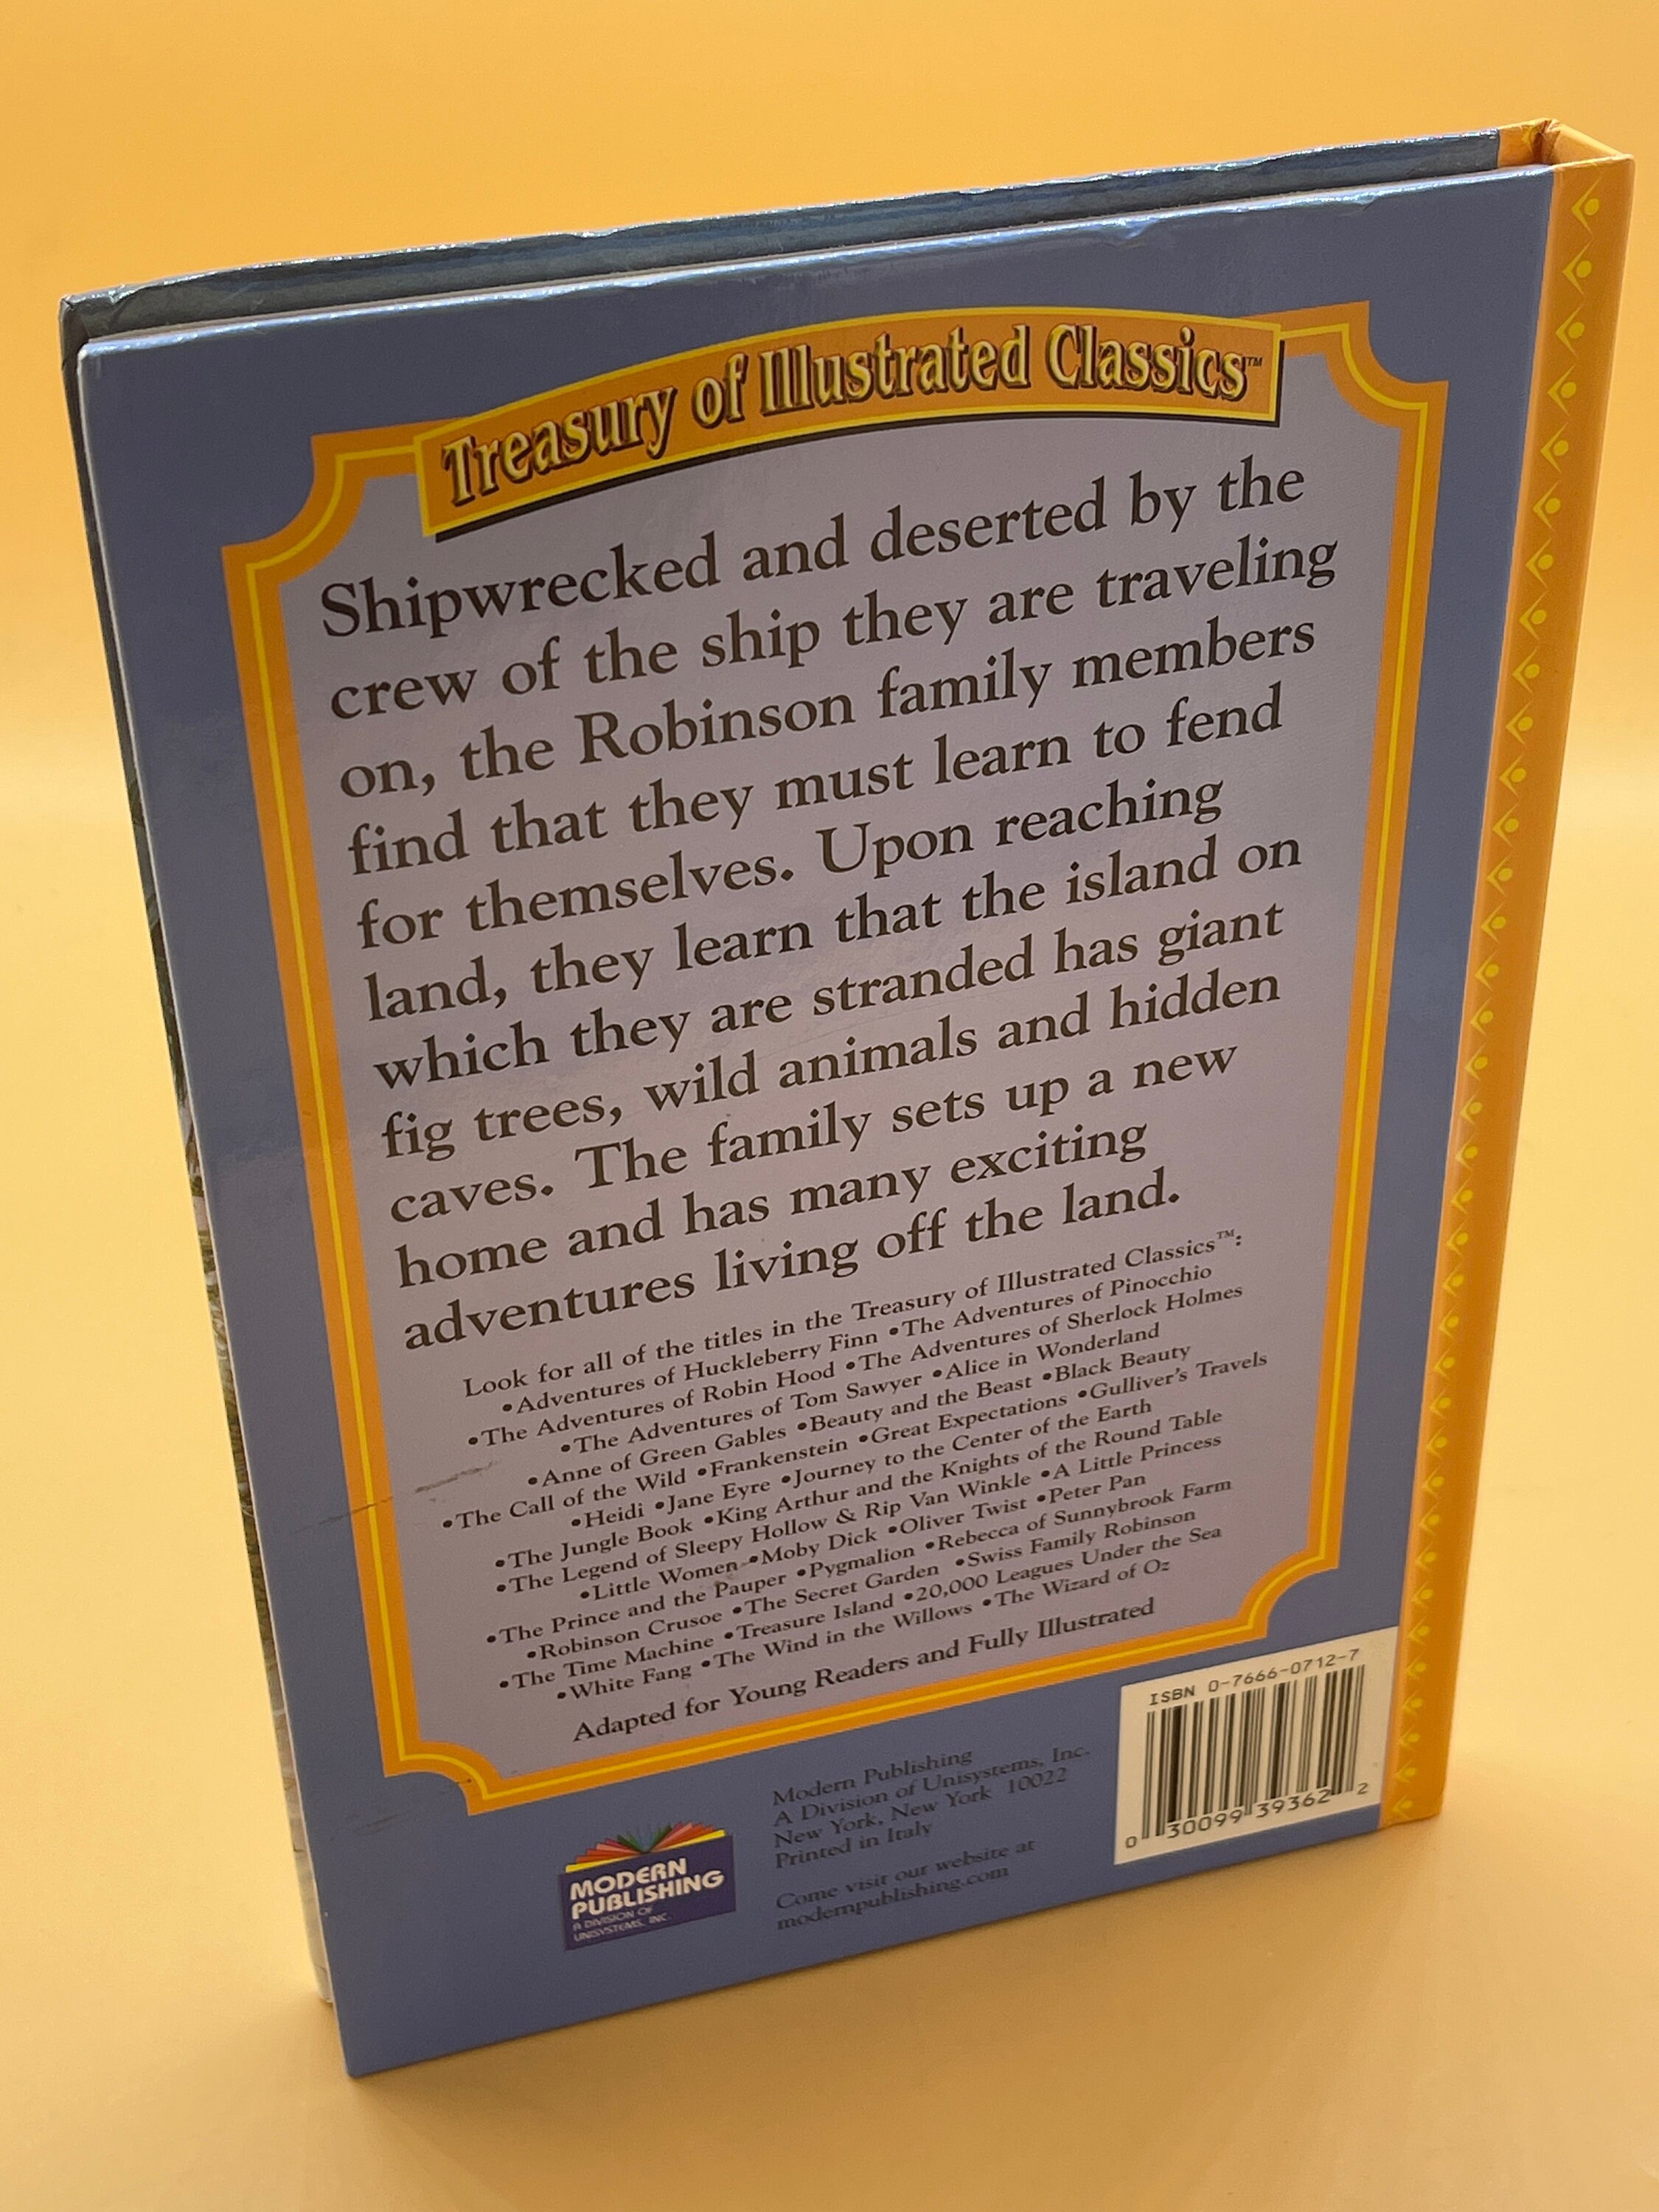 Treasury of Illustrated Classics™
Shipwrecked and deserted by the
crew of the ship they are traveling
on, the Robinson family members
find that they must learn to fend
for themselves. Upon reaching
land, they learn that the island on
which they are stranded has giant
fig trees, wild animals and hidden
caves. The family sets up a new
home and has many exciting
adventures living off the land.
Look for all of the titles in the Treasury of Illustrated Classics™:
•Adventures of Huckleberry Finn •The Adventures of Pinocchio
•The Adventures of Robin Hood •The Adventures of Sherlock Holmes
•The Adventures of Tom Sawyer •Alice in Wonderland
•Anne of Green Gables •Beauty and the Beast •Black Beauty
•The Call of the Wild •Frankenstein •Great Expectations •Gulliver's Travels
•Heidi •Jane Eyre •Journey to the Center of the Earth
•The Jungle Book •King Arthur and the Knights of the Round Table
•The Legend of Sleepy Hollow & Rip Van Winkle •A Little Princess
•Little Women •Moby Dick •Oliver Twist •Peter Pan
•The Prince and the Pauper •Pygmalion •Rebecca of Sunnybrook Farm
•Robinson Crusoe •The Secret Garden •Swiss Family Robinson
•The Time Machine •Treasure Island •20,000 Leagues Under the Sea
•White Fang •The Wind in the Willows •The Wizard of Oz
Adapted for Young Readers and Fully Illustrated
MODERN
PUBLISHING
A DIVISION OF
UNISYSTEMS, INC.
Modern Publishing
A Division of Unisystems, Inc.
New York, New York 10022
Printed in Italy
Come visit our website at
modernpublishing.com
ISBN 0-7666-0712-7
0 30099 39362 2